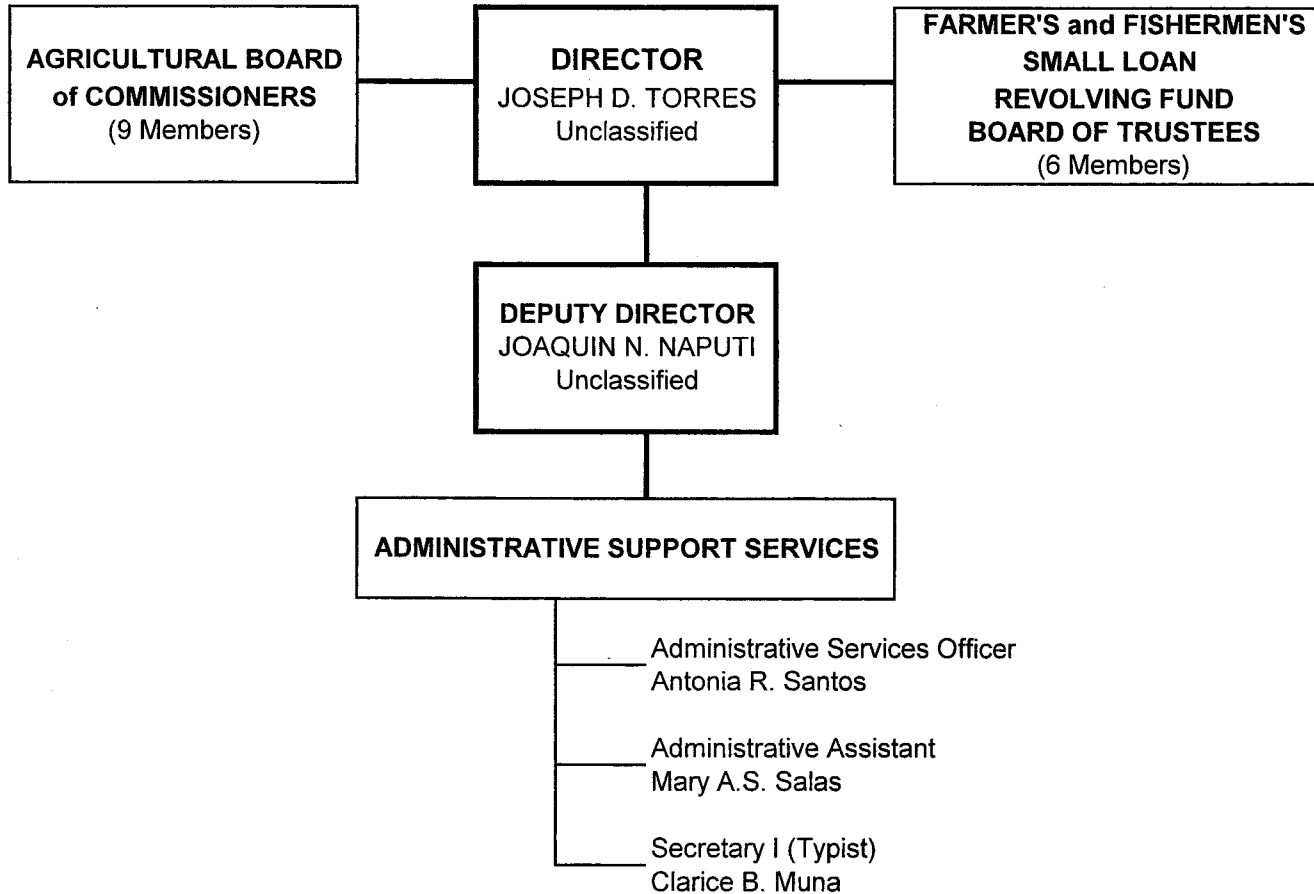 AGRICULTURAL BOARD
of COMMISSIONERS
(9 Members)
DIRECTOR
JOSEPH D. TORRES
Unclassified
FARMER'S and FISHERMEN'S
SMALL LOAN
REVOLVING FUND
BOARD OF TRUSTEES
(6 Members)
DEPUTY DIRECTOR
JOAQUIN N. NAPUTI
Unclassified
ADMINISTRATIVE SUPPORT SERVICES
Administrative Services Officer
Antonia R. Santos
Administrative Assistant
Mary A.S. Salas
Secretary I (Typist)
Clarice B. Muna